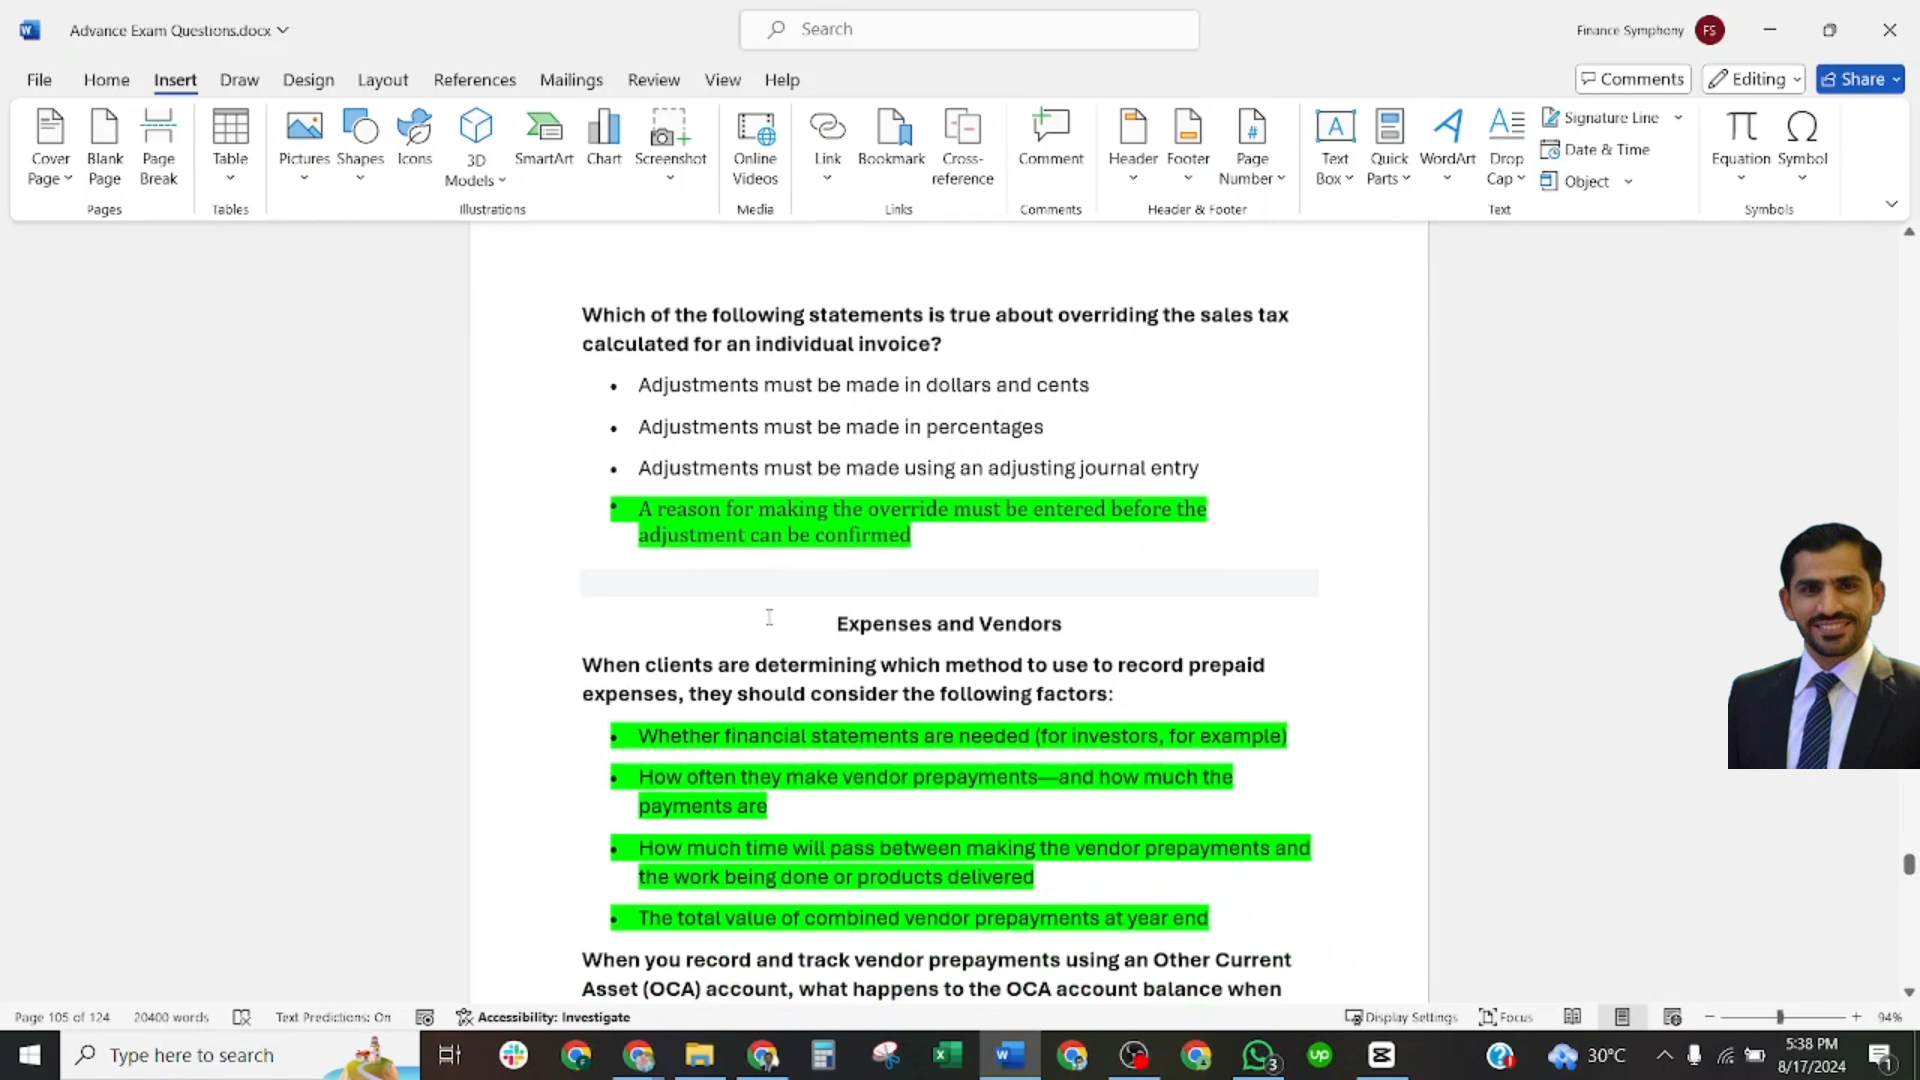 Advance Exam Questions.docx
Search
Finance Symphony
FS
File Home Insert Draw Design Layout References Mailings Review View Help
Comments
Editing
Share
Cover Page
Blank Page
Page Break
Pages
Table
Tables
Pictures
Shapes
Icons
3D Models
SmartArt
Chart
Screenshot
Illustrations
Online Videos
Media
Link
Bookmark
Cross-reference
Links
Comment
Comments
Header
Footer
Page Number
Header & Footer
Text Box
Quick Parts
WordArt
Drop Cap
Signature Line
Date & Time
Object
Text
Equation
Symbol
Symbols
Which of the following statements is true about overriding the sales tax
calculated for an individual invoice?
• Adjustments must be made in dollars and cents
• Adjustments must be made in percentages
• Adjustments must be made using an adjusting journal entry
• A reason for making the override must be entered before the
adjustment can be confirmed
Expenses and Vendors
When clients are determining which method to use to record prepaid
expenses, they should consider the following factors:
• Whether financial statements are needed (for investors, for example)
• How often they make vendor prepayments—and how much the
payments are
• How much time will pass between making the vendor prepayments and
the work being done or products delivered
• The total value of combined vendor prepayments at year end
When you record and track vendor prepayments using an Other Current
Asset (OCA) account, what happens to the OCA account balance when
Page 105 of 124
20400 words
Text Predictions: On
Accessibility: Investigate
Display Settings
Focus
94%
Type here to search
3
up
30°C
5:38 PM
8/17/2024
1